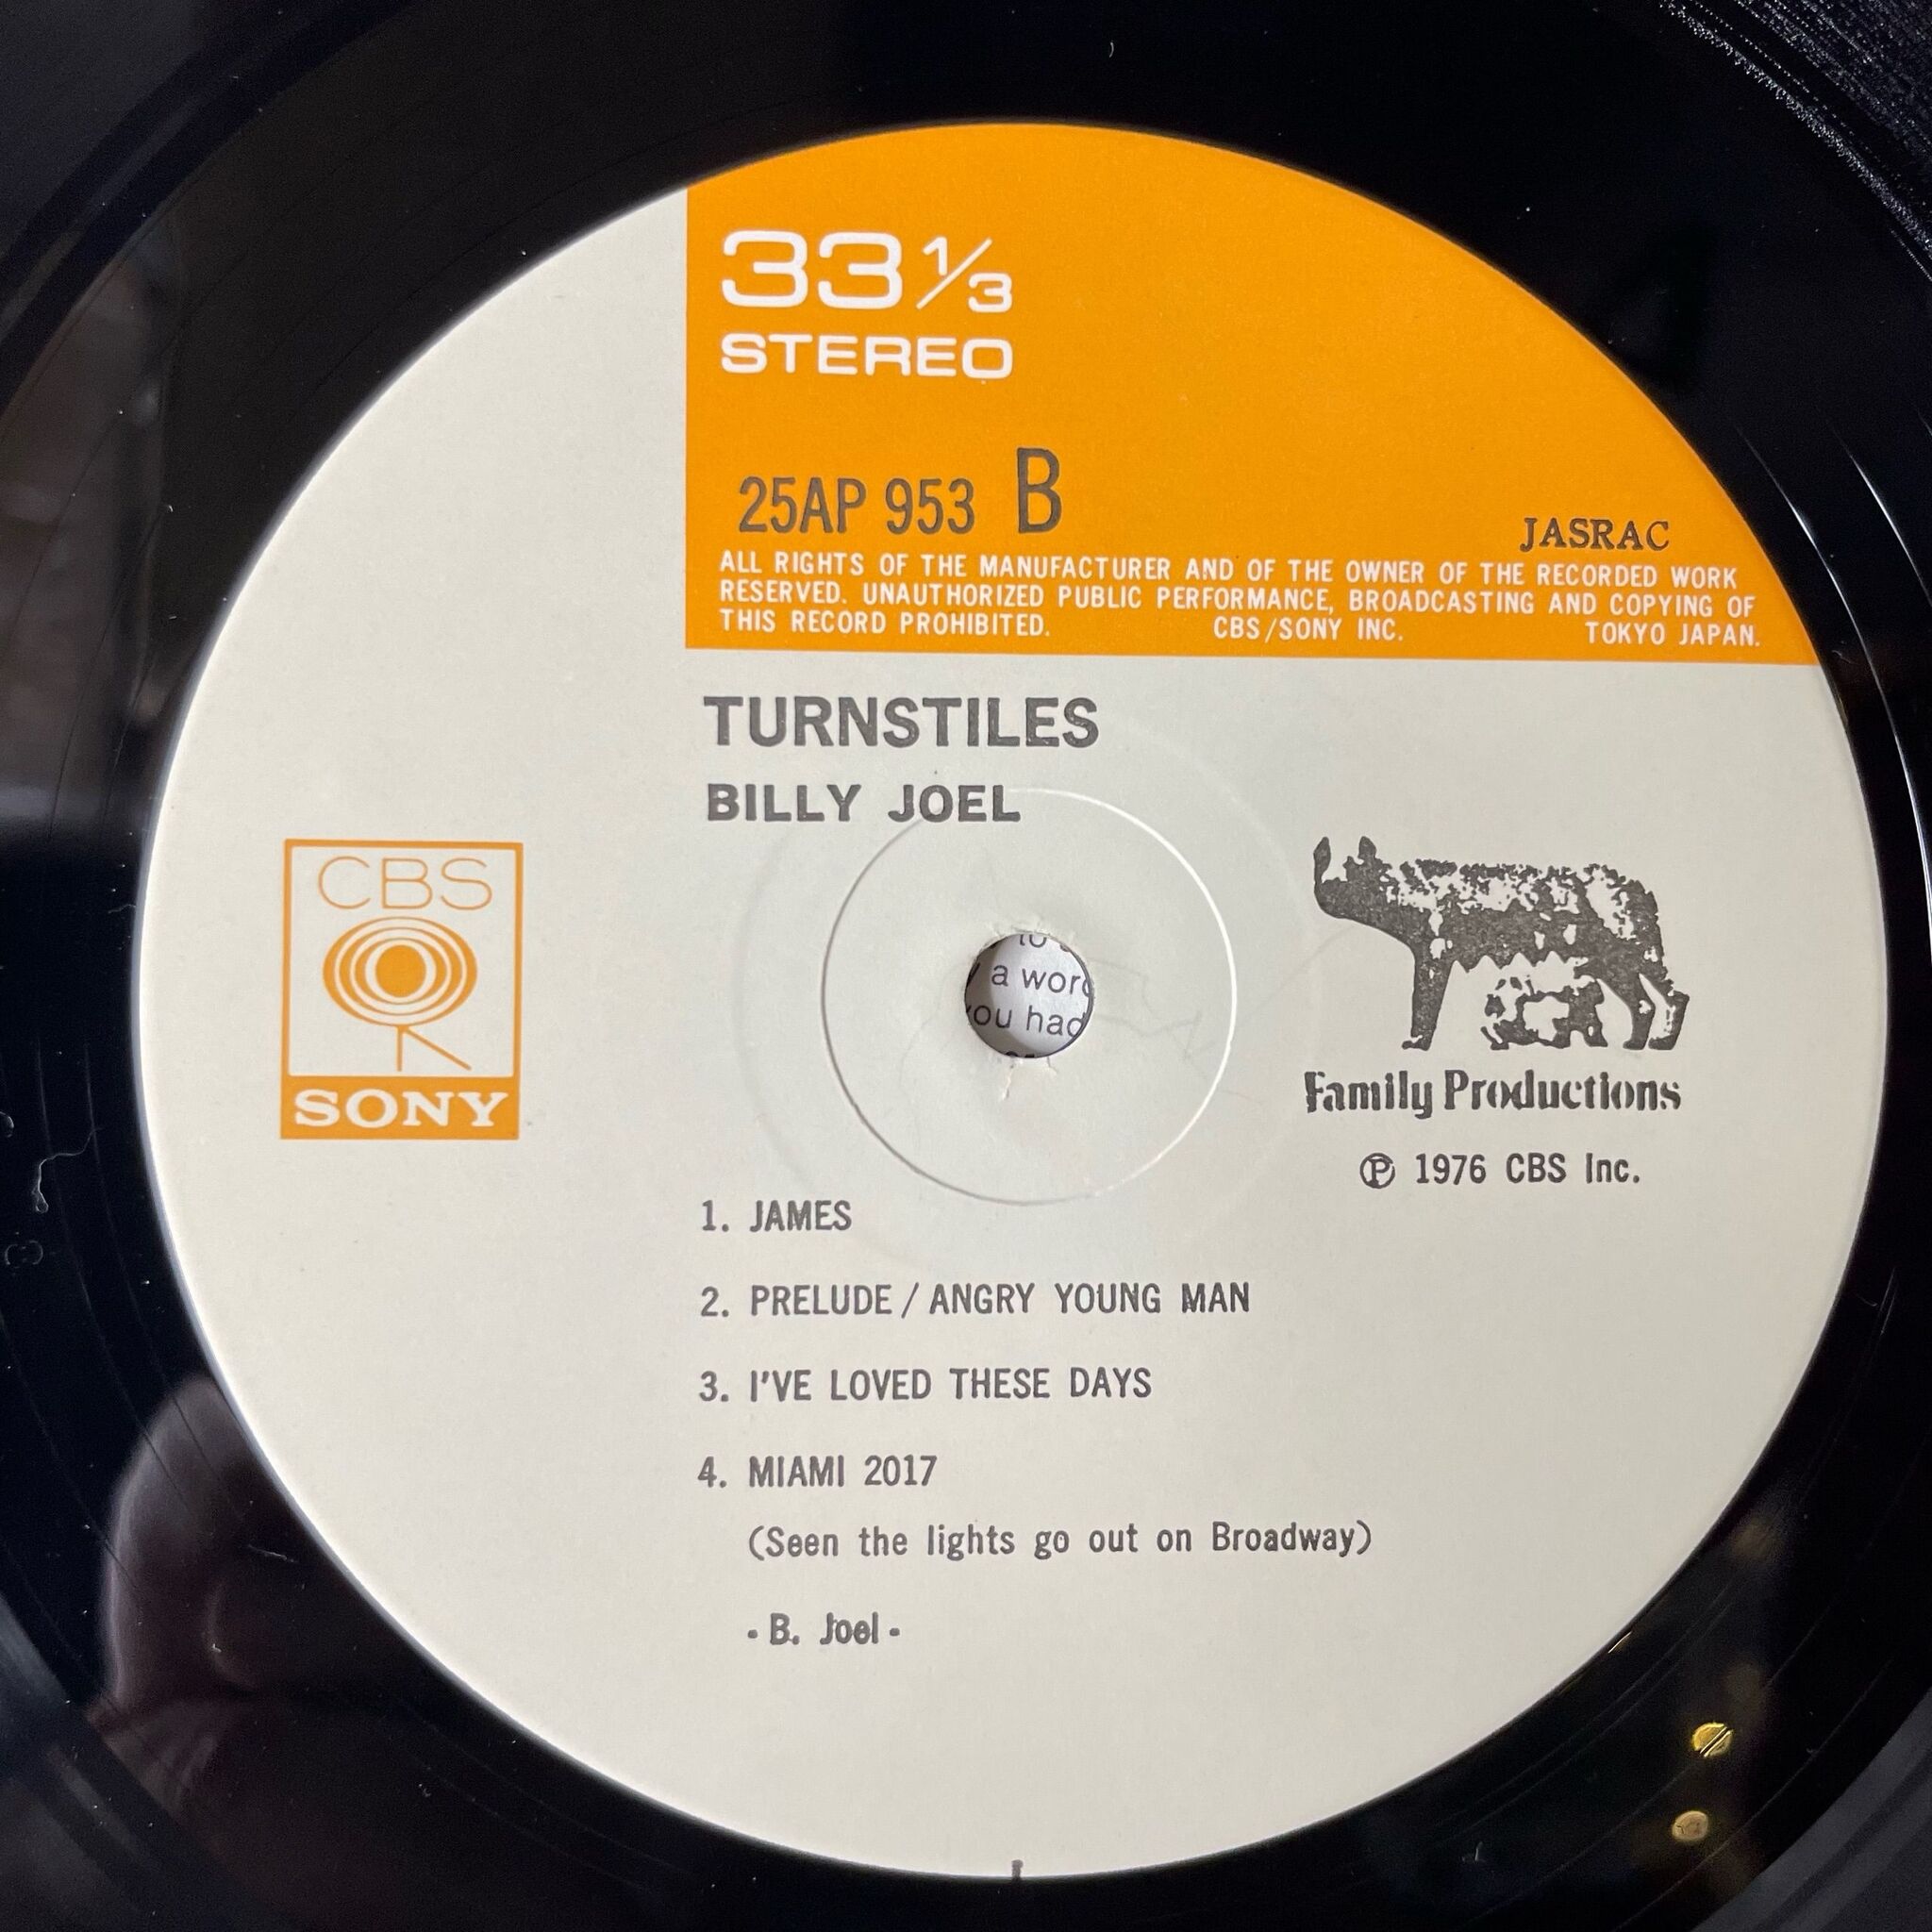 33 1/3
STEREO
25AP 953 B
JASRAC
ALL RIGHTS OF THE MANUFACTURER AND OF THE OWNER OF THE RECORDED WORK
RESERVED. UNAUTHORIZED PUBLIC PERFORMANCE, BROADCASTING AND COPYING OF
THIS RECORD PROHIBITED. CBS/SONY INC. TOKYO JAPAN.
TURNSTILES
BILLY JOEL
CBS
SONY
a
had
Family Productions
Ⓟ 1976 CBS Inc.
1. JAMES
2. PRELUDE / ANGRY YOUNG MAN
3. I'VE LOVED THESE DAYS
4. MIAMI 2017
(Seen the lights go out on Broadway)
- B. Joel -